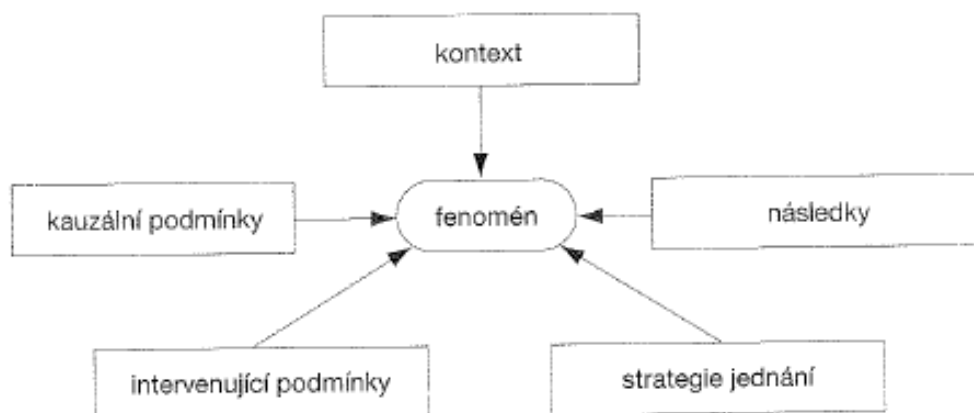 kontext
kauzální podmínky
fenomén
následky
intervenující podmínky
strategie jednání